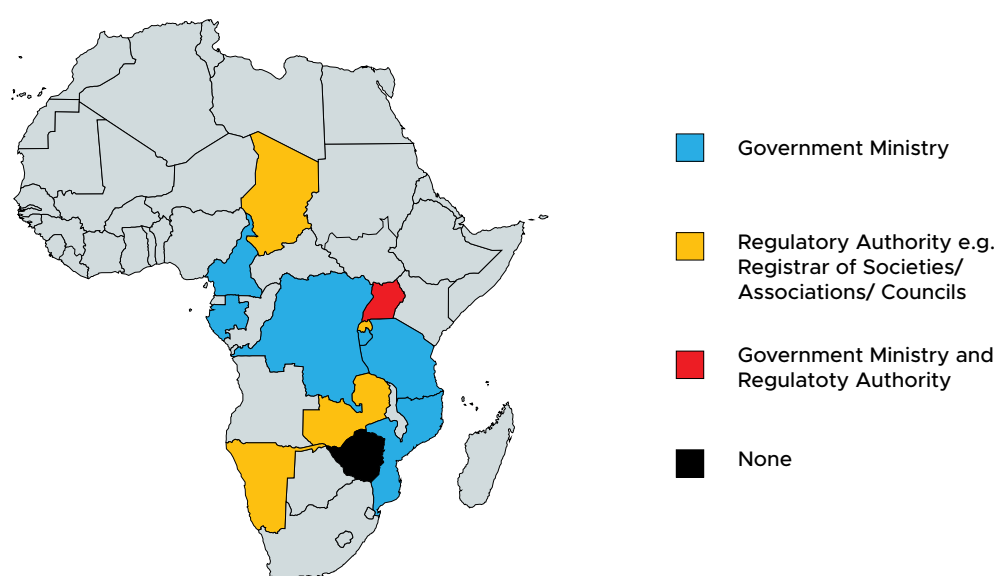 Government Ministry
Regulatory Authority e.g.
Registrar of Societies/
Associations/ Councils
Government Ministry and
Regulatoty Authority
None